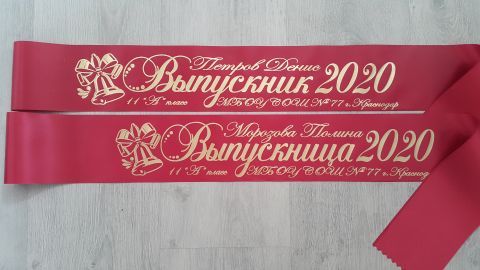 Петров Денис
Выпускник 2020
11 "А" класс МБОУ СОШ №77 г. Краснодар
Морозова Полина
Выпускница 2020
11 "А" класс МБОУ СОШ №77 г. Краснод